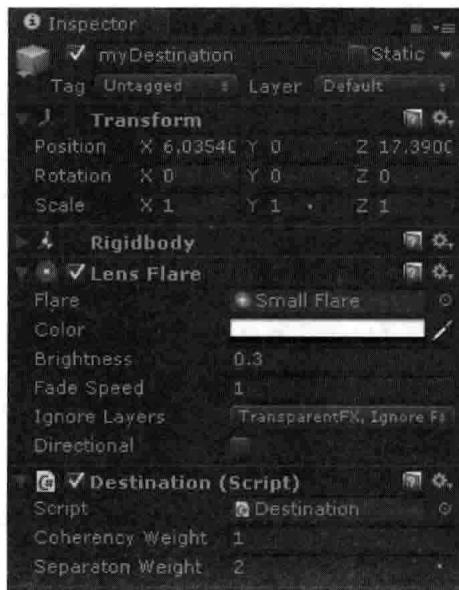 Inspector
myDestination Static
Tag Untagged Layer Default
Transform
Position X 6.03540 Y 0 Z 17.3900
Rotation X 0 Y 0 Z 0
Scale X 1 Y 1 Z 1
Rigidbody
Lens Flare
Flare Small Flare
Color
Brightness 0.3
Fade Speed 1
Ignore Layers TransparentFX, Ignore
Directional
Destination (Script)
Script Destination
Coherency Weight 1
Separaton Weight 2